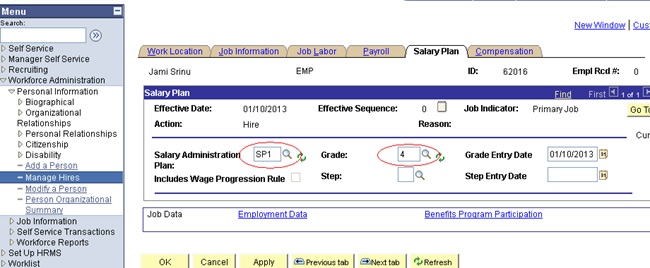 Menu
Search:
Self Service
Manager Self Service
Recruiting
Workforce Administration
Personal Information
Biographical
Organizational
Relationships
Personal Relationships
Citizenship
Disability
Add a Person
Manage Hires
Modify a Person
Person Organizational
Summary
Job Information
Self Service Transactions
Workforce Reports
Set Up HRMS
Worklist
New Window | Cus
Work Location Job Information Job Labor Payroll Salary Plan Compensation
Jami Srinu EMP ID: 62016 Empl Rcd #: 0
Salary Plan Find First 1 of 1
Effective Date: 01/10/2013 Effective Sequence: 0 Job Indicator: Primary Job Go To
Action: Hire Reason:
Cur
Salary Administration Plan: SP1 Grade: 4 Grade Entry Date 01/10/2013
Includes Wage Progression Rule Step: Step Entry Date
Job Data Employment Data Benefits Program Participation
OK Cancel Apply Previous tab Next tab Refresh